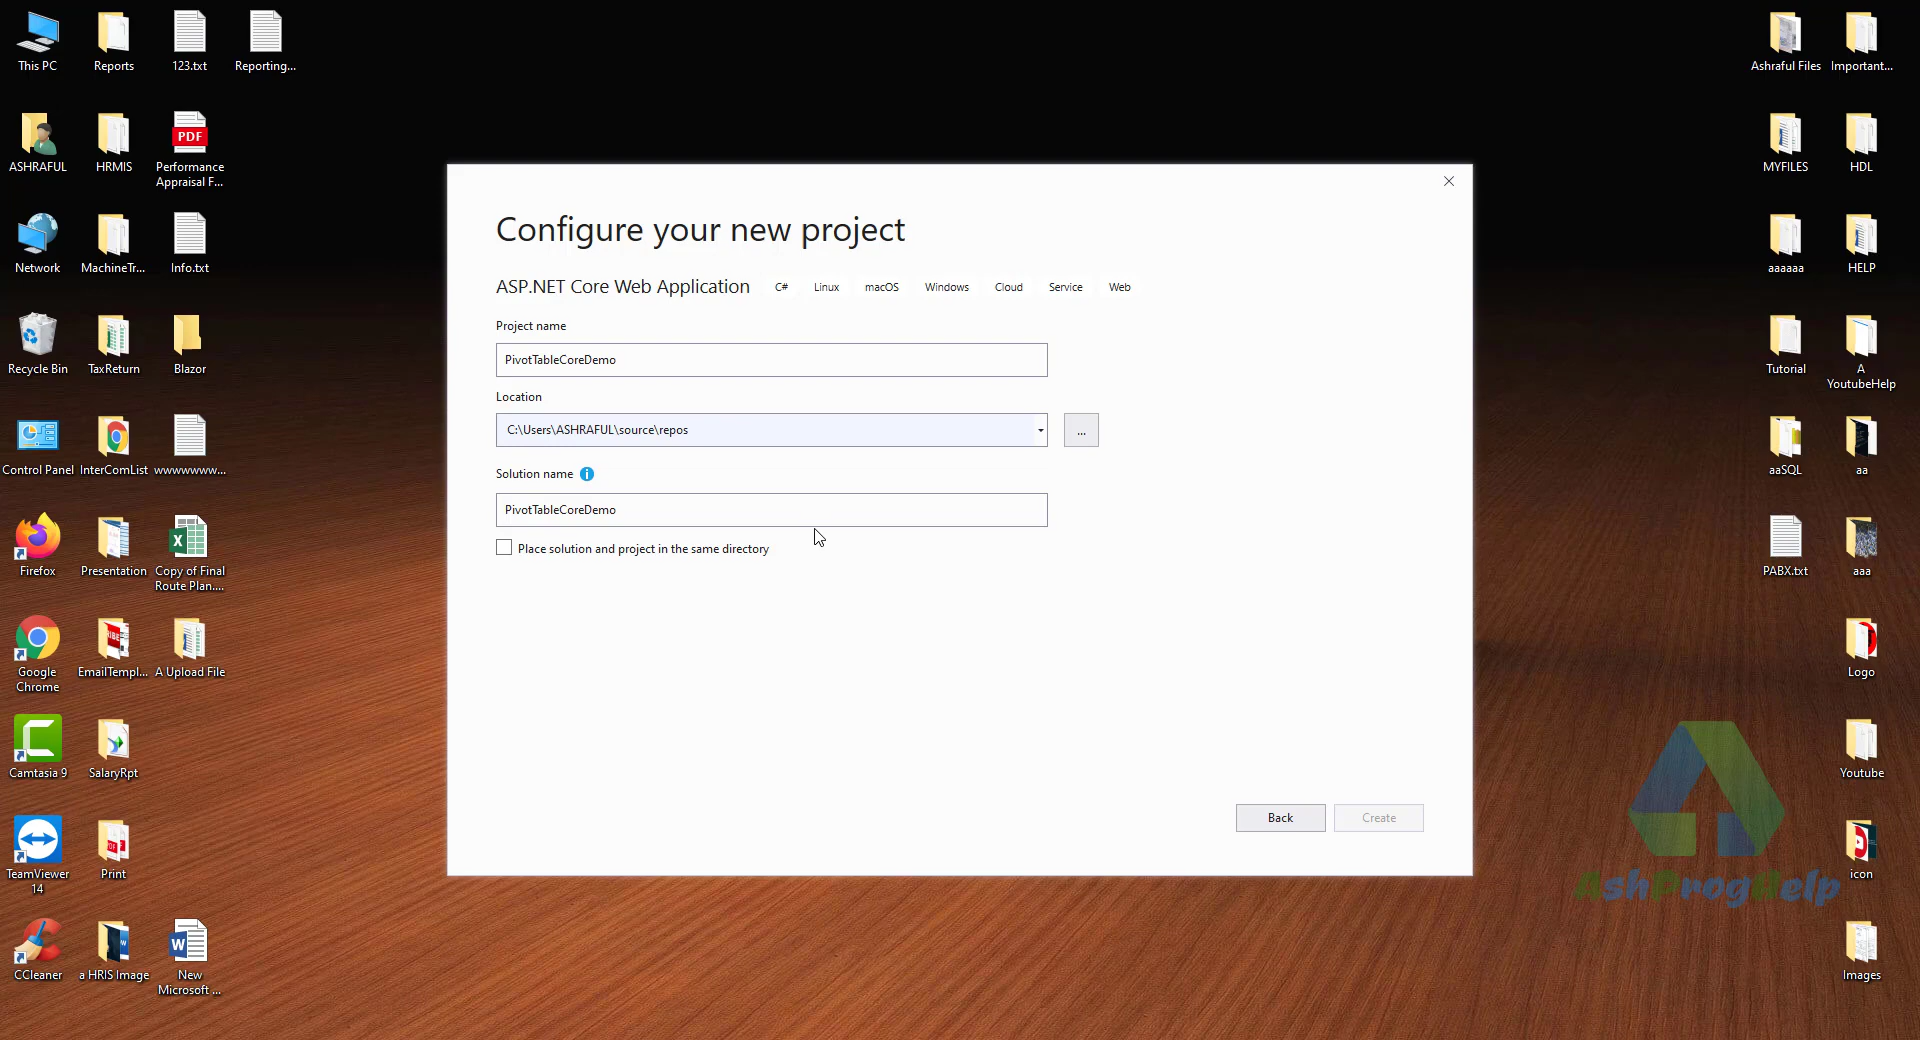 This PC
Reports
123.txt
Reporting...
ASHRAFUL
HRMIS
PDF
Performance
Appraisal F...
Network
MachineTr...
Info.txt
Recycle Bin
TaxReturn
Blazor
Control Panel
InterComList
wwwwwww...
Firefox
Presentation
Copy of Final
Route Plan....
Google
Chrome
EmailTempl...
A Upload File
Camtasia 9
SalaryRpt
TeamViewer
14
Print
CCleaner
a HRIS Image
New
Microsoft ...
Configure your new project
ASP.NET Core Web Application C# Linux macOS Windows Cloud Service Web
Project name
PivotTableCoreDemo
Location
C:\Users\ASHRAFUL\source\repos
...
Solution name
PivotTableCoreDemo
Place solution and project in the same directory
Back
Create
Ashraful Files
Important...
MYFILES
HDL
aaaaaa
HELP
Tutorial
A
YoutubeHelp
aaSQL
aa
PABX.txt
aaa
Logo
Youtube
icon
Images
AshProgHelp